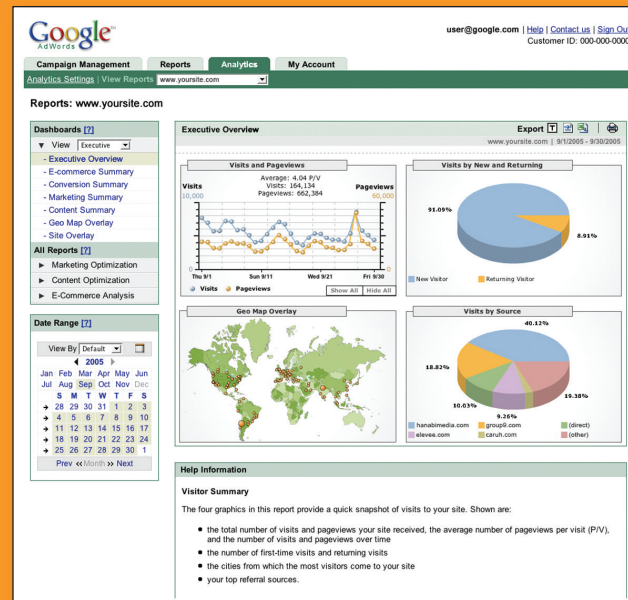 Google™
AdWords
user@google.com | Help | Contact us | Sign Out
Customer ID: 000-000-0000
Campaign Management Reports Analytics My Account
Analytics Settings | View Reports www.yoursite.com
Reports: www.yoursite.com
Dashboards [?]
View Executive
- Executive Overview
- E-commerce Summary
- Conversion Summary
- Marketing Summary
- Content Summary
- Geo Map Overlay
- Site Overlay
All Reports [?]
Marketing Optimization
Content Optimization
E-Commerce Analysis
Date Range [?]
View By Default
2005
Jan Feb Mar Apr May Jun
Jul Aug Sep Oct Nov Dec
S M T W T F S
28 29 30 31 1 2 3
4 5 6 7 8 9 10
11 12 13 14 15 16 17
18 19 20 21 22 23 24
25 26 27 28 29 30 1
Prev << Month >> Next
Executive Overview
Export T
www.yoursite.com | 9/1/2005 - 9/30/2005
Visits and Pageviews
Average: 4.04 P/V
Visits: 164,134
Pageviews: 662,384
Visits
10,000
Pageviews
60,000
0 0
Thu 9/1 Sun 9/11 Wed 9/21 Fri 9/30
Visits Pageviews
Show All Hide All
Visits by New and Returning
91.09%
8.91%
New Visitor Returning Visitor
Geo Map Overlay
Visits by Source
40.12%
18.82%
10.03%
9.26%
19.38%
hanabimedia.com group9.com (direct)
elevee.com caruh.com (other)
Help Information
Visitor Summary
The four graphics in this report provide a quick snapshot of visits to your site. Shown are:
● the total number of visits and pageviews your site received, the average number of pageviews per visit (P/V),
and the number of visits and pageviews over time
● the number of first-time visits and returning visits
● the cities from which the most visitors come to your site
● your top referral sources.